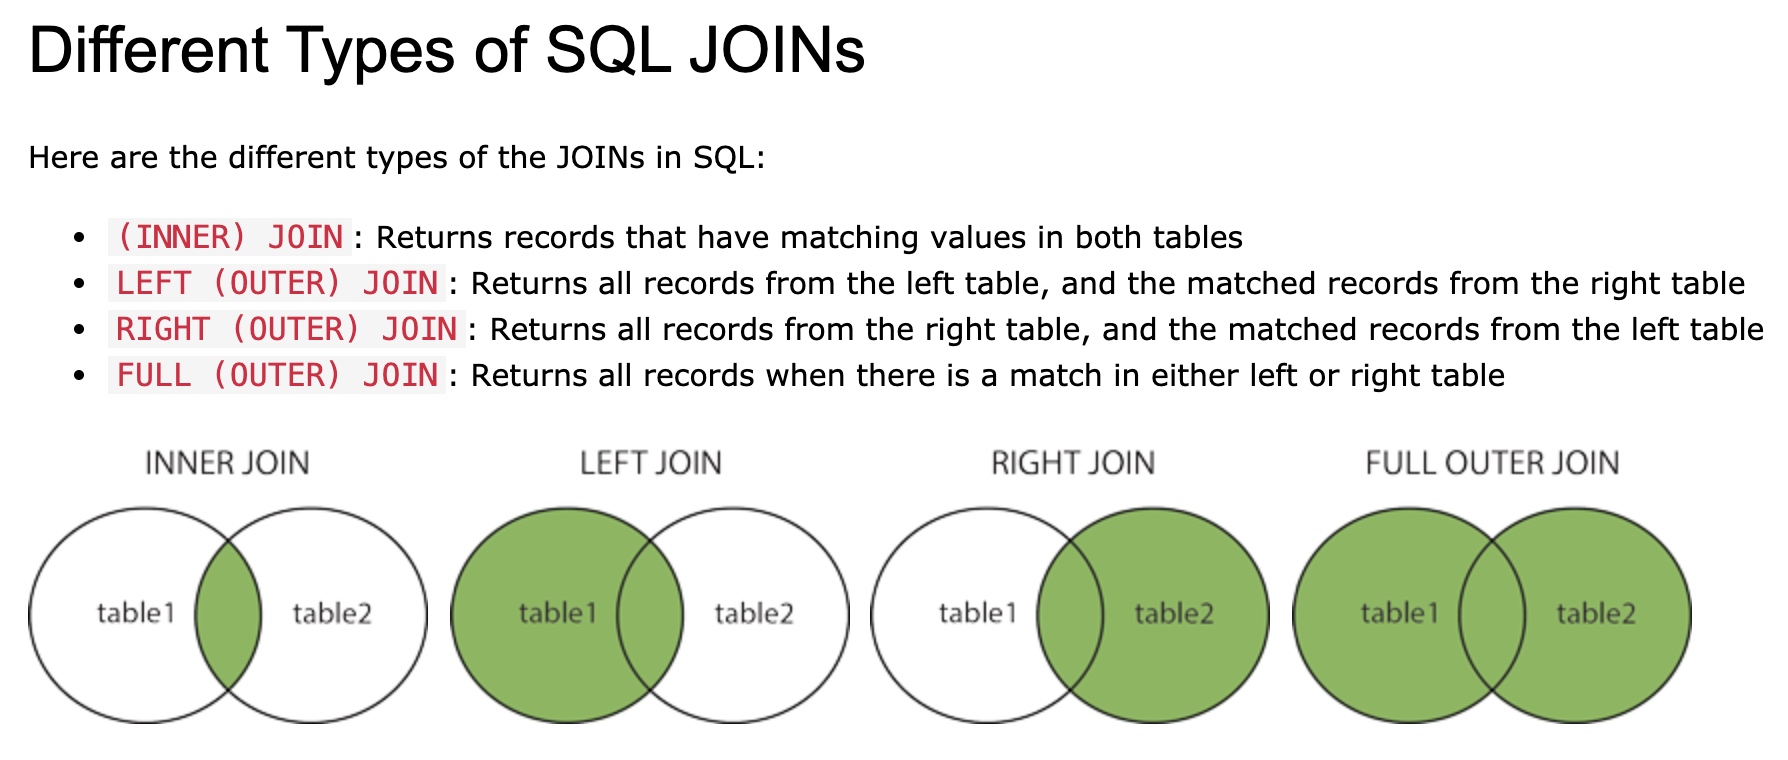 Different Types of SQL JOINs
Here are the different types of the JOINs in SQL:
(INNER) JOIN: Returns records that have matching values in both tables
LEFT (OUTER) JOIN: Returns all records from the left table, and the matched records from the right table
RIGHT (OUTER) JOIN: Returns all records from the right table, and the matched records from the left table
FULL (OUTER) JOIN: Returns all records when there is a match in either left or right table
INNER JOIN
table1 table2
LEFT JOIN
table1 table2
RIGHT JOIN
table1 table2
FULL OUTER JOIN
table1 table2